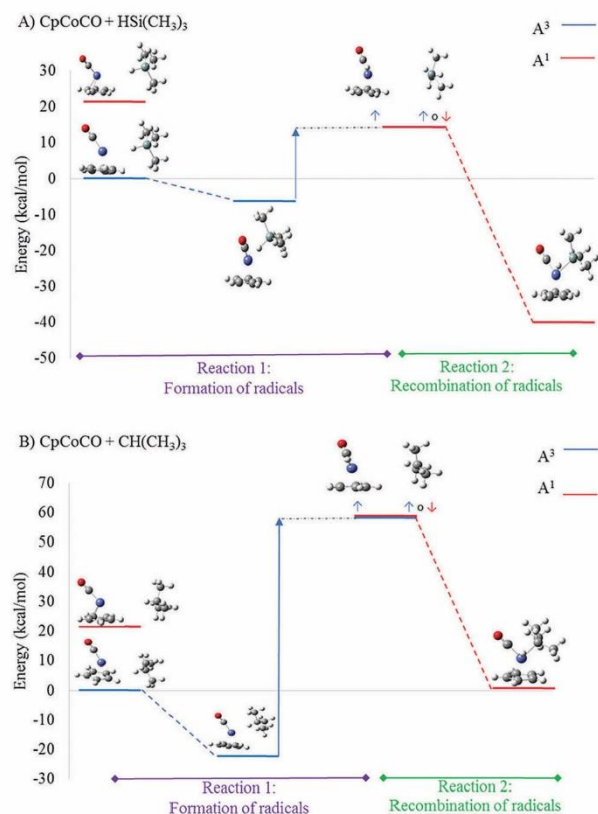 A) CpCoCO + HSi(CH₃)₃
A³
A¹
Energy (kcal/mol)
30
20
10
0
-10
-20
-30
-40
-50
↑ ↑ o ↓
Reaction 1:
Formation of radicals
Reaction 2:
Recombination of radicals
B) CpCoCO + CH(CH₃)₃
A³
A¹
Energy (kcal/mol)
70
60
50
40
30
20
10
0
-10
-20
-30
↑ ↑ o ↓
Reaction 1:
Formation of radicals
Reaction 2:
Recombination of radicals